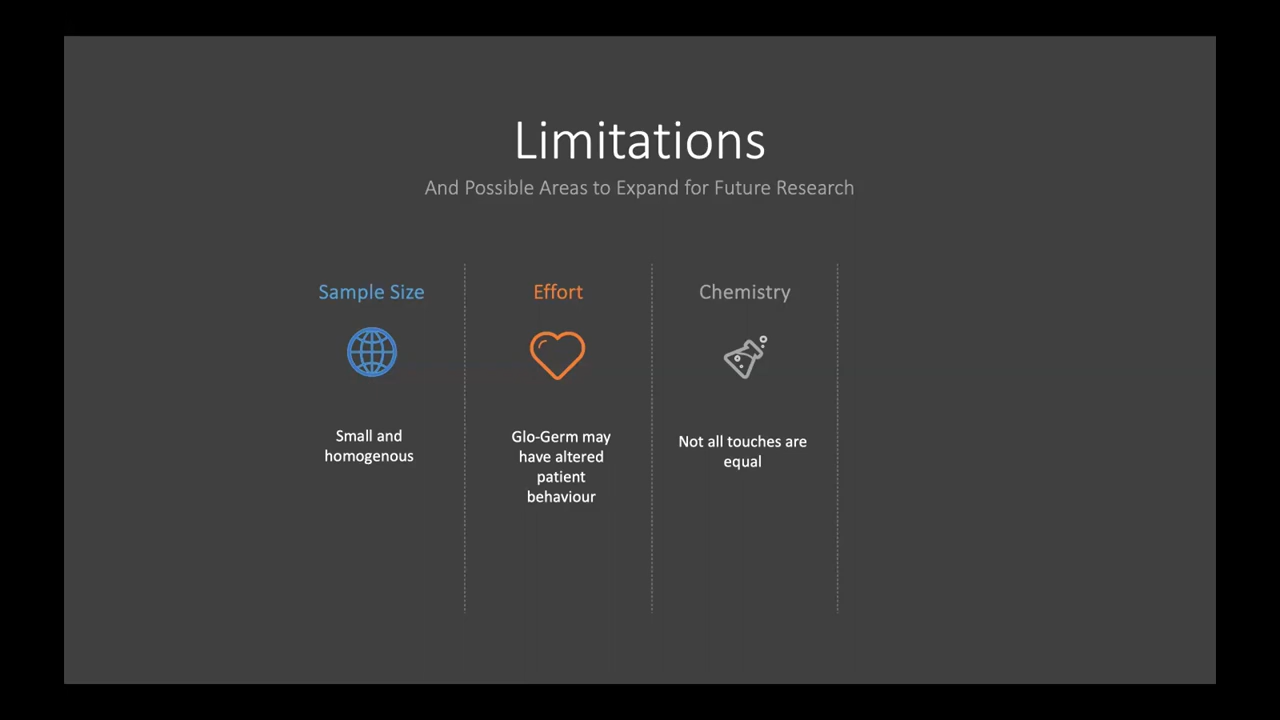 Limitations
And Possible Areas to Expand for Future Research
Sample Size
Small and
homogenous
Effort
Glo-Germ may
have altered
patient
behaviour
Chemistry
Not all touches are
equal